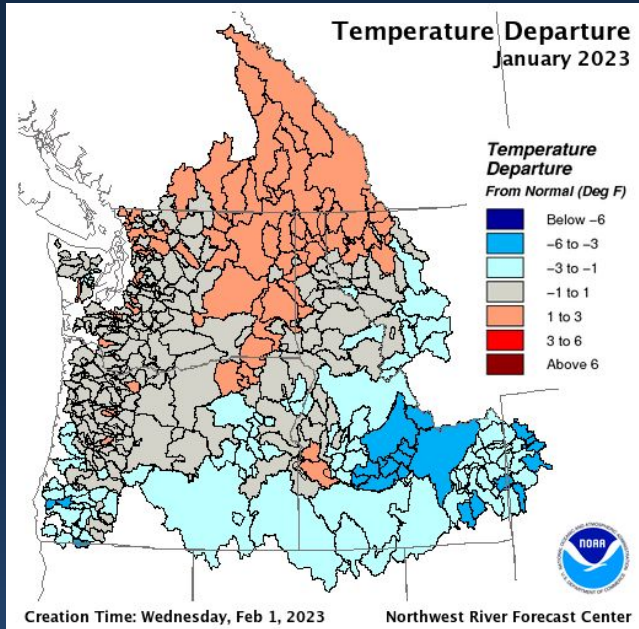 Temperature Departure
January 2023
Temperature
Departure
From Normal (Deg F)
Below −6
−6 to −3
−3 to −1
−1 to 1
1 to 3
3 to 6
Above 6
NOAA
Creation Time: Wednesday, Feb 1, 2023
Northwest River Forecast Center